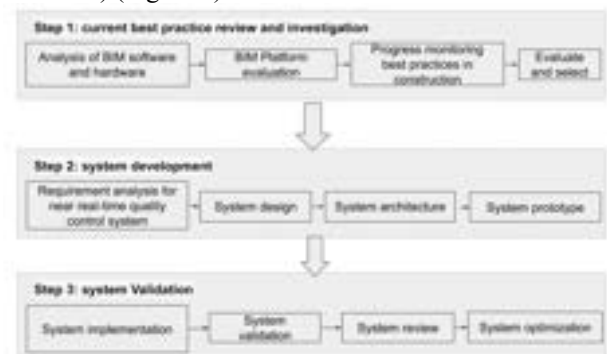 Step 1: current best practice review and investigation
Analysis of BIM software
and hardware
BIM Platform
evaluation
Progress monitoring
best practices in
construction
Evaluate
and select
Step 2: system development
Requirement analysis for
near real-time quality
control system
System design
System architecture
System prototype
Step 3: system Validation
System implementation
System
validation
System review
System optimization